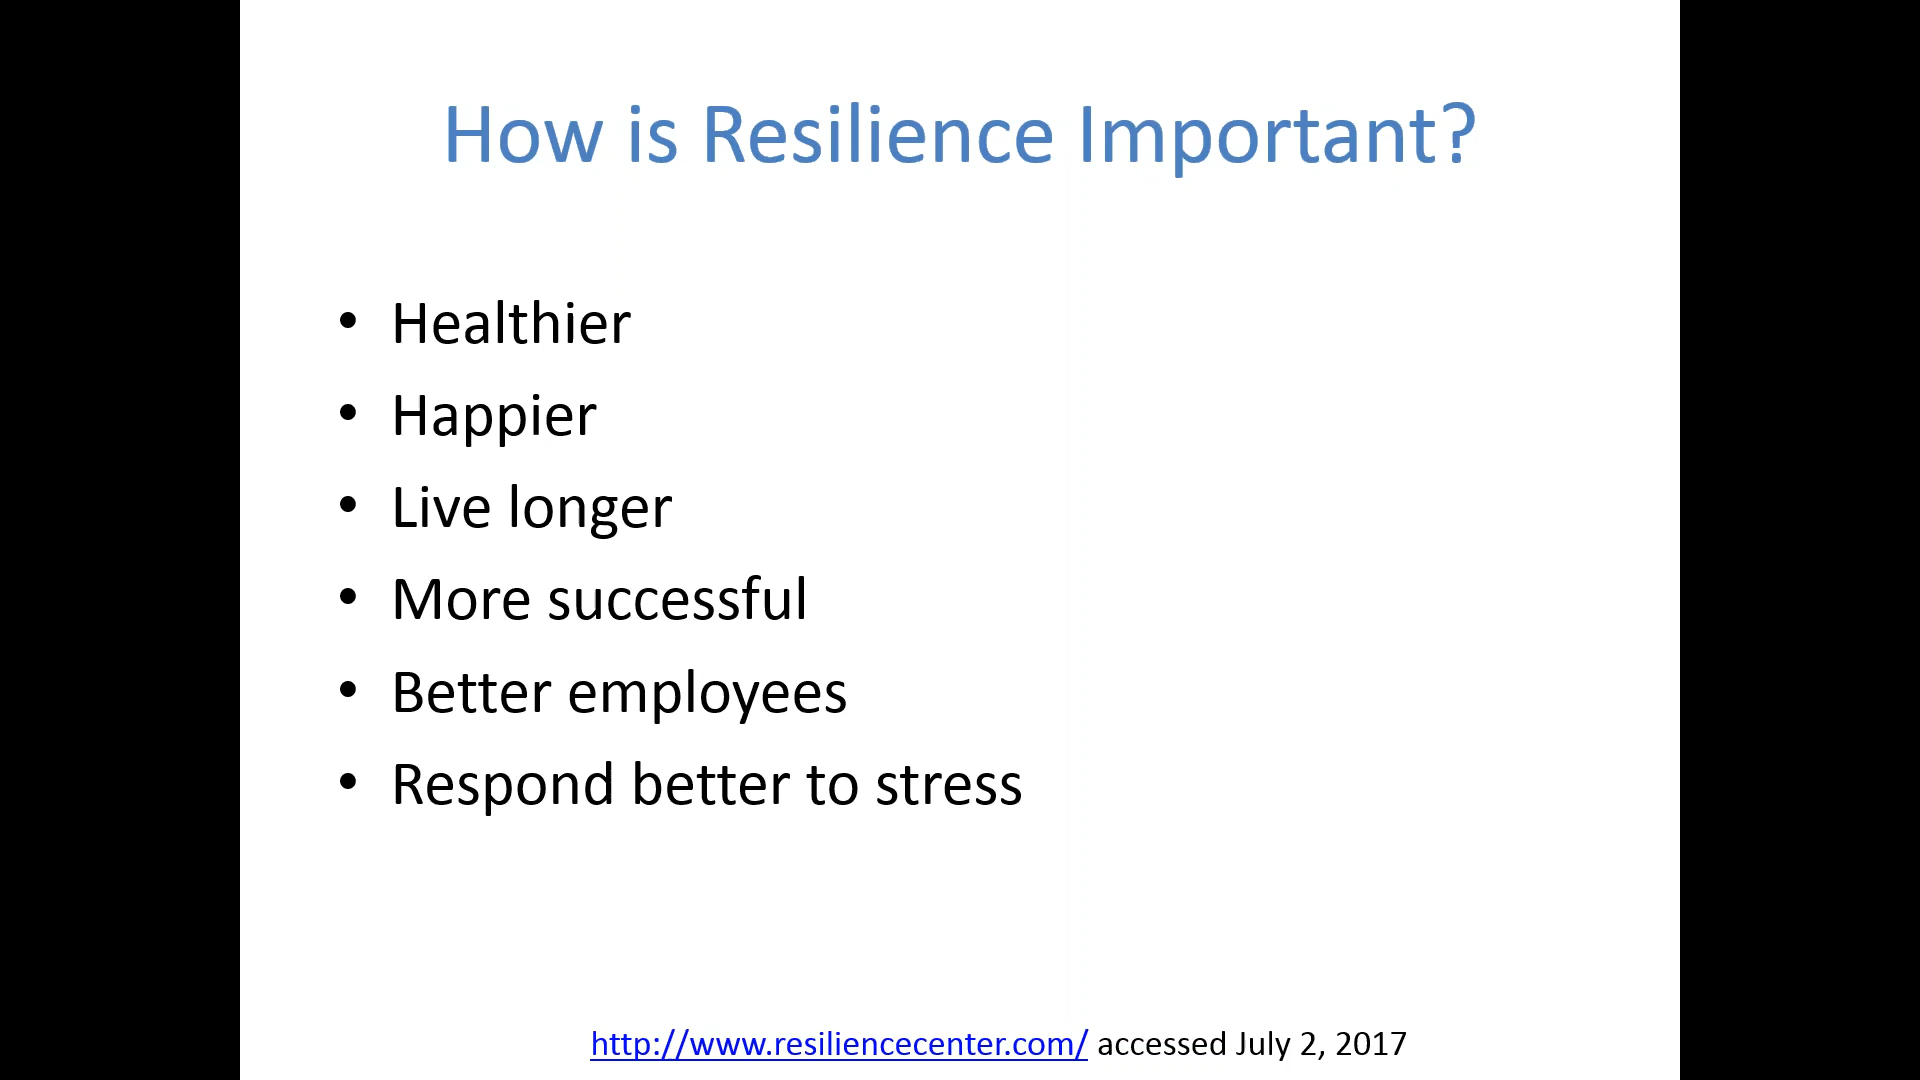 How is Resilience Important?
• Healthier
• Happier
• Live longer
• More successful
• Better employees
• Respond better to stress
http://www.resiliencecenter.com/ accessed July 2, 2017